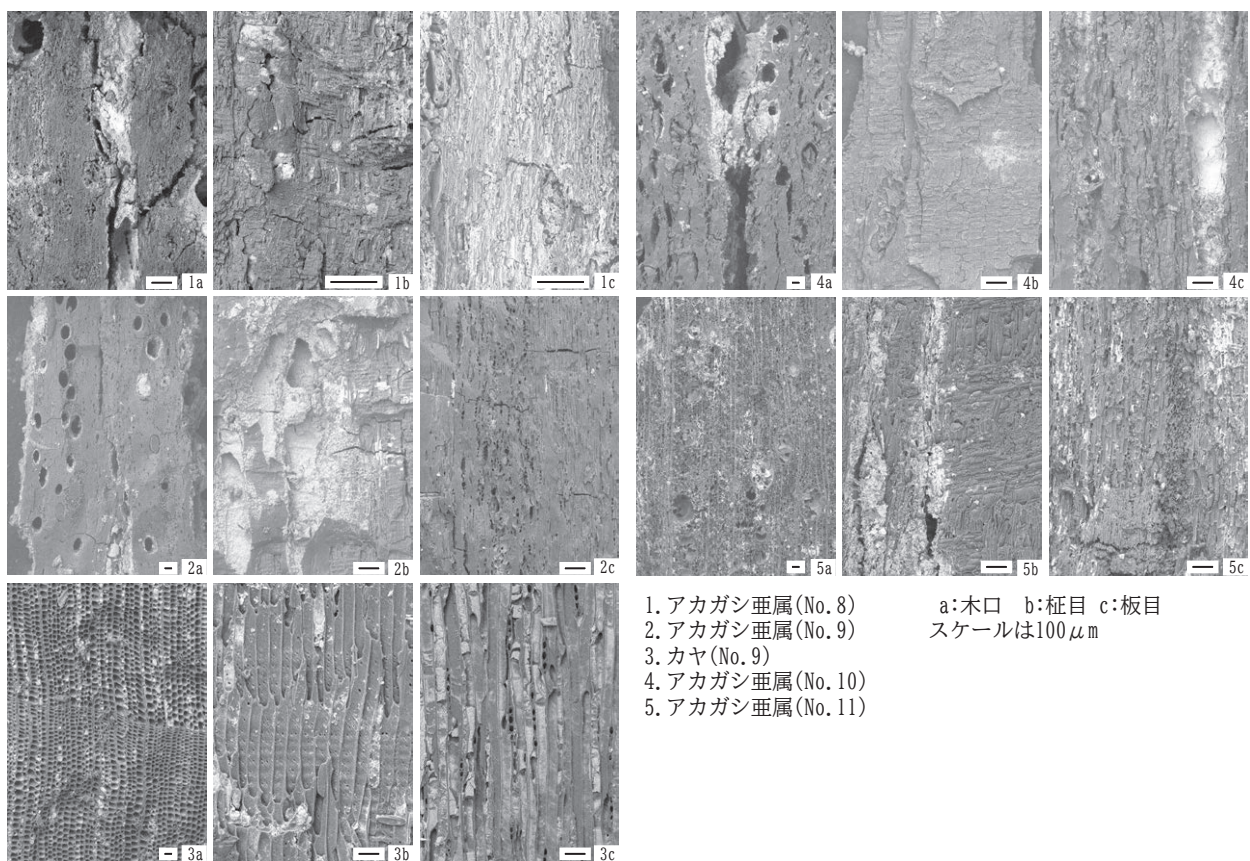 1a
1b
1c
4a
4b
4c
2a
2b
2c
5a
5b
5c
3a
3b
3c
1.アカガシ亜属(No.8)
2.アカガシ亜属(No.9)
3.カヤ(No.9)
4.アカガシ亜属(No.10)
5.アカガシ亜属(No.11)
a:木口 b:柾目 c:板目
スケールは100μm